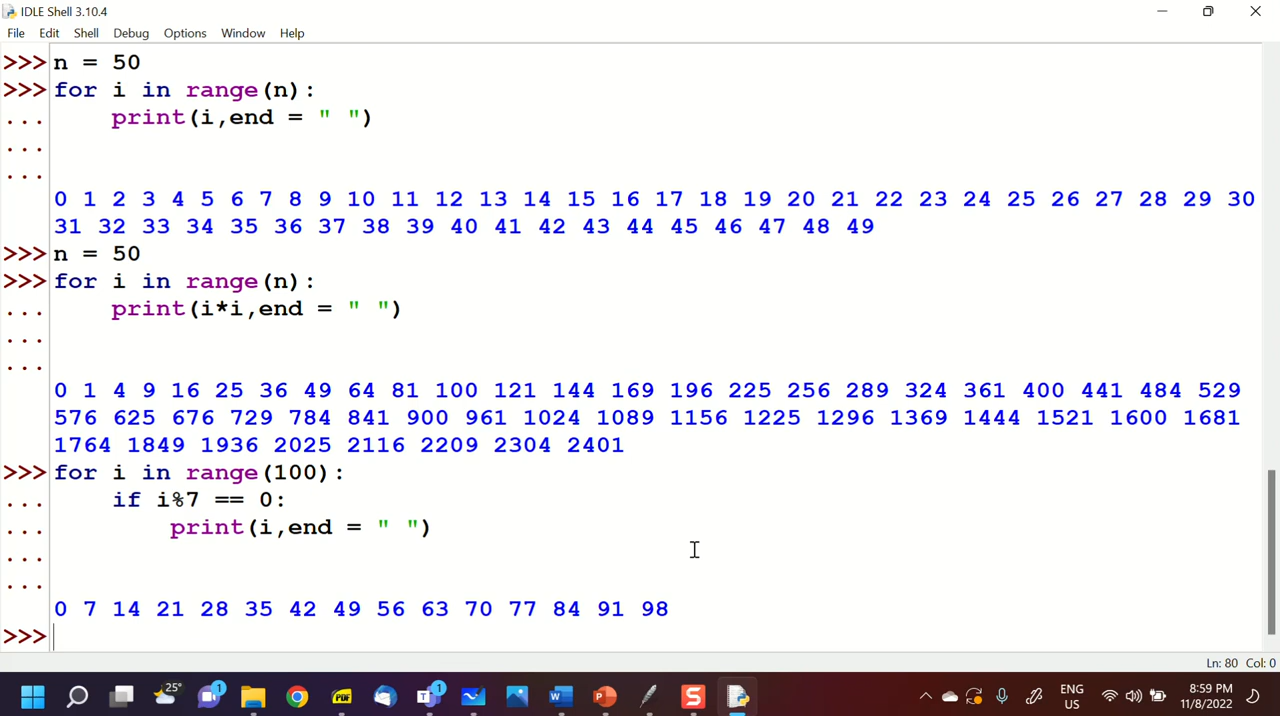 IDLE Shell 3.10.4
File Edit Shell Debug Options Window Help
>>> n = 50
>>> for i in range(n):
... print(i,end = " ")
...
...
0 1 2 3 4 5 6 7 8 9 10 11 12 13 14 15 16 17 18 19 20 21 22 23 24 25 26 27 28 29 30
31 32 33 34 35 36 37 38 39 40 41 42 43 44 45 46 47 48 49
>>> n = 50
>>> for i in range(n):
... print(i*i,end = " ")
...
...
0 1 4 9 16 25 36 49 64 81 100 121 144 169 196 225 256 289 324 361 400 441 484 529
576 625 676 729 784 841 900 961 1024 1089 1156 1225 1296 1369 1444 1521 1600 1681
1764 1849 1936 2025 2116 2209 2304 2401
>>> for i in range(100):
... if i%7 == 0:
... print(i,end = " ")
...
...
0 7 14 21 28 35 42 49 56 63 70 77 84 91 98
>>>
Ln: 80 Col: 0
25° 1 PDF 1 W P S
ENG
US
8:59 PM
11/8/2022